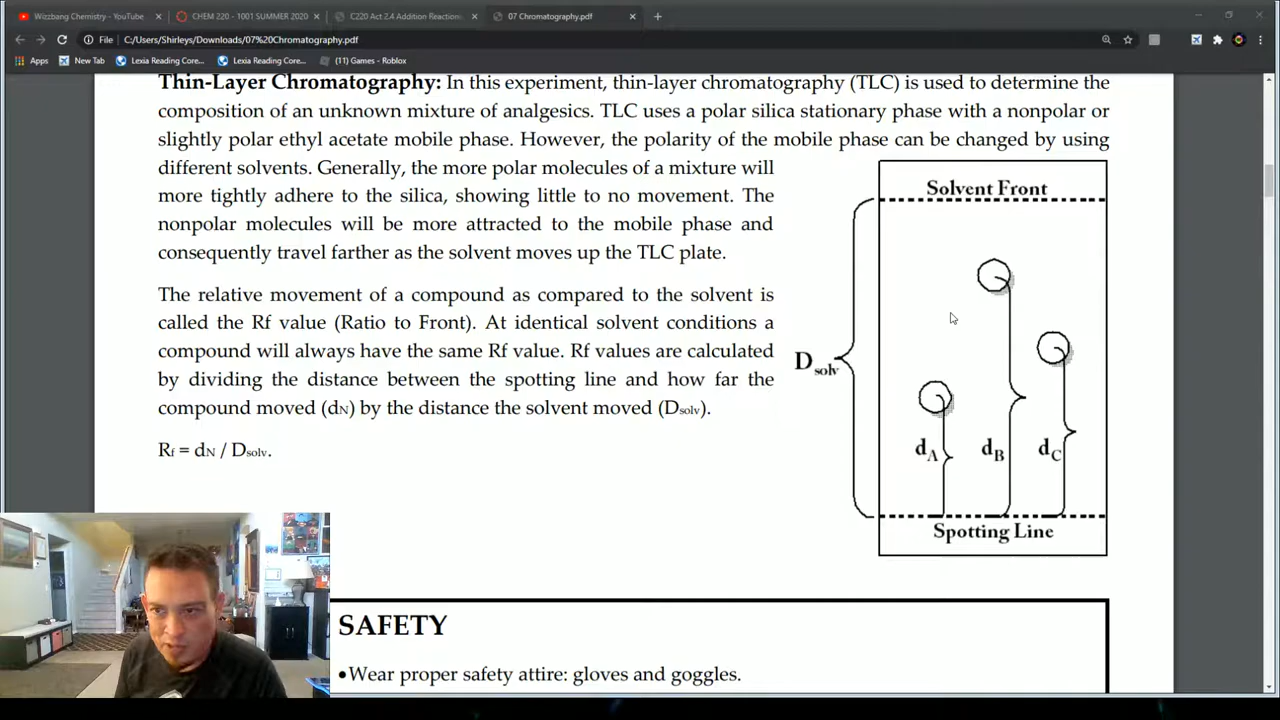 Wizzbang Chemistry - YouTube
CHEM 220 - 1001 SUMMER 2020
C220 Act 2.4 Addition Reaction
07 Chromatography.pdf
File | C:/Users/Shirleys/Downloads/07%20Chromatography.pdf
Apps
New Tab
Lexia Reading Core...
Lexia Reading Core...
(11) Games - Roblox
Thin-Layer Chromatography: In this experiment, thin-layer chromatography (TLC) is used to determine the
composition of an unknown mixture of analgesics. TLC uses a polar silica stationary phase with a nonpolar or
slightly polar ethyl acetate mobile phase. However, the polarity of the mobile phase can be changed by using
different solvents. Generally, the more polar molecules of a mixture will
more tightly adhere to the silica, showing little to no movement. The
nonpolar molecules will be more attracted to the mobile phase and
consequently travel farther as the solvent moves up the TLC plate.
The relative movement of a compound as compared to the solvent is
called the Rf value (Ratio to Front). At identical solvent conditions a
compound will always have the same Rf value. Rf values are calculated
by dividing the distance between the spotting line and how far the
compound moved (dN) by the distance the solvent moved (Dsolv).
Rf = dN / Dsolv.
Solvent Front
Dsolv
dA
dB
dC
Spotting Line
SAFETY
•Wear proper safety attire: gloves and goggles.